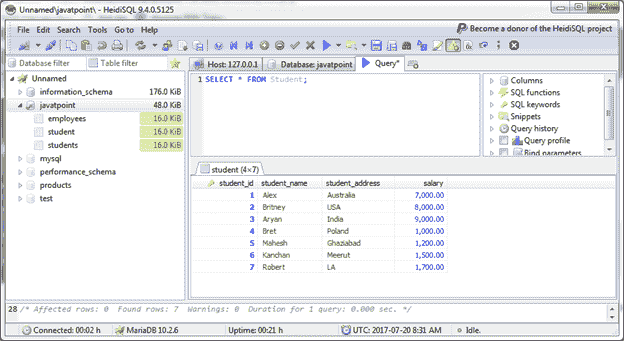 Unnamed\javatpoint\ - HeidiSQL 9.4.0.5125
File Edit Search Tools Go to Help
Become a donor of the HeidiSQL project
Database filter Table filter
Host: 127.0.0.1 Database: javatpoint Query*
Unnamed
information_schema 176.0 KiB
javatpoint 48.0 KiB
employees 16.0 KiB
student 16.0 KiB
students 16.0 KiB
mysql
performance_schema
products
test
1 SELECT * FROM Student;
Columns
SQL functions
SQL keywords
Snippets
Query history
Query profile
Bind parameters
student (4×7)
student_id student_name student_address salary
1 Alex Australia 7,000.00
2 Britney USA 8,000.00
3 Aryan India 9,000.00
4 Bret Poland 1,000.00
5 Mahesh Ghaziabad 1,200.00
6 Kanchan Meerut 1,500.00
7 Robert LA 1,700.00
28 /* Affected rows: 0 Found rows: 7 Warnings: 0 Duration for 1 query: 0.000 sec. */
Connected: 00:02 h MariaDB 10.2.6 Uptime: 00:21 h UTC: 2017-07-20 8:31 AM Idle.